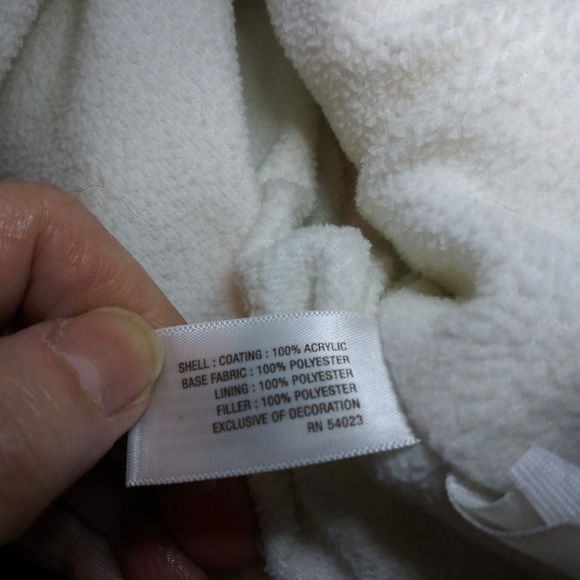 SHELL : COATING : 100% ACRYLIC
BASE FABRIC : 100% POLYESTER
LINING : 100% POLYESTER
FILLER : 100% POLYESTER
EXCLUSIVE OF DECORATION
RN 54023